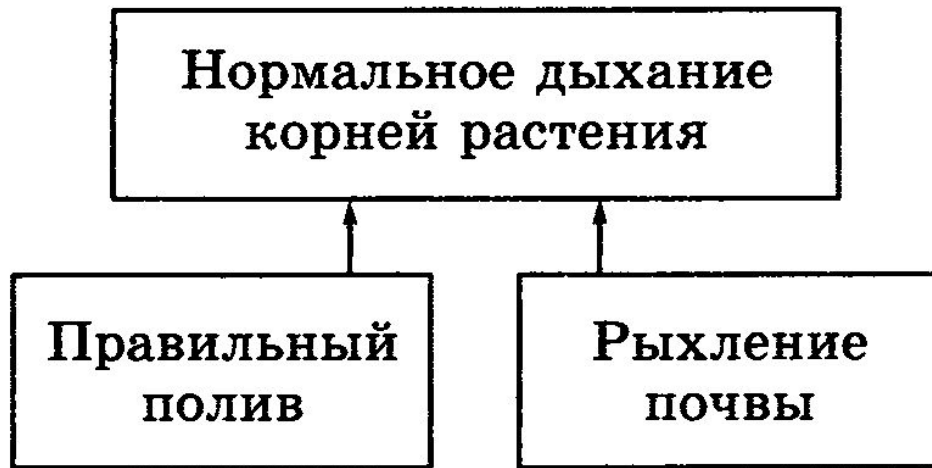 Нормальное дыхание
корней растения
Правильный
полив
Рыхление
почвы